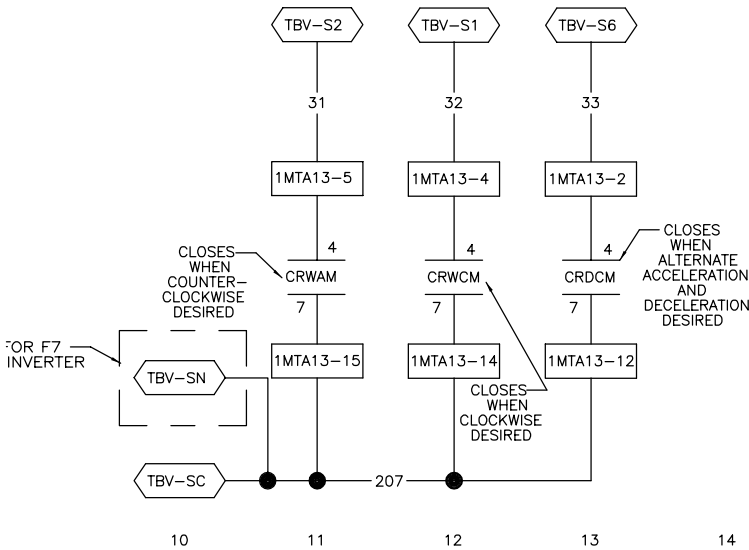 TBV-S2
TBV-S1
TBV-S6
31
32
33
1MTA13-5
1MTA13-4
1MTA13-2
4
4
4
CLOSES
WHEN
COUNTER-
CLOCKWISE
DESIRED
CRWAM
CRWCM
CRDCM
CLOSES
WHEN
ALTERNATE
ACCELERATION
AND
DECELERATION
DESIRED
7
7
7
FOR F7
INVERTER
TBV-SN
1MTA13-15
1MTA13-14
1MTA13-12
CLOSES
WHEN
CLOCKWISE
DESIRED
TBV-SC
207
10
11
12
13
14